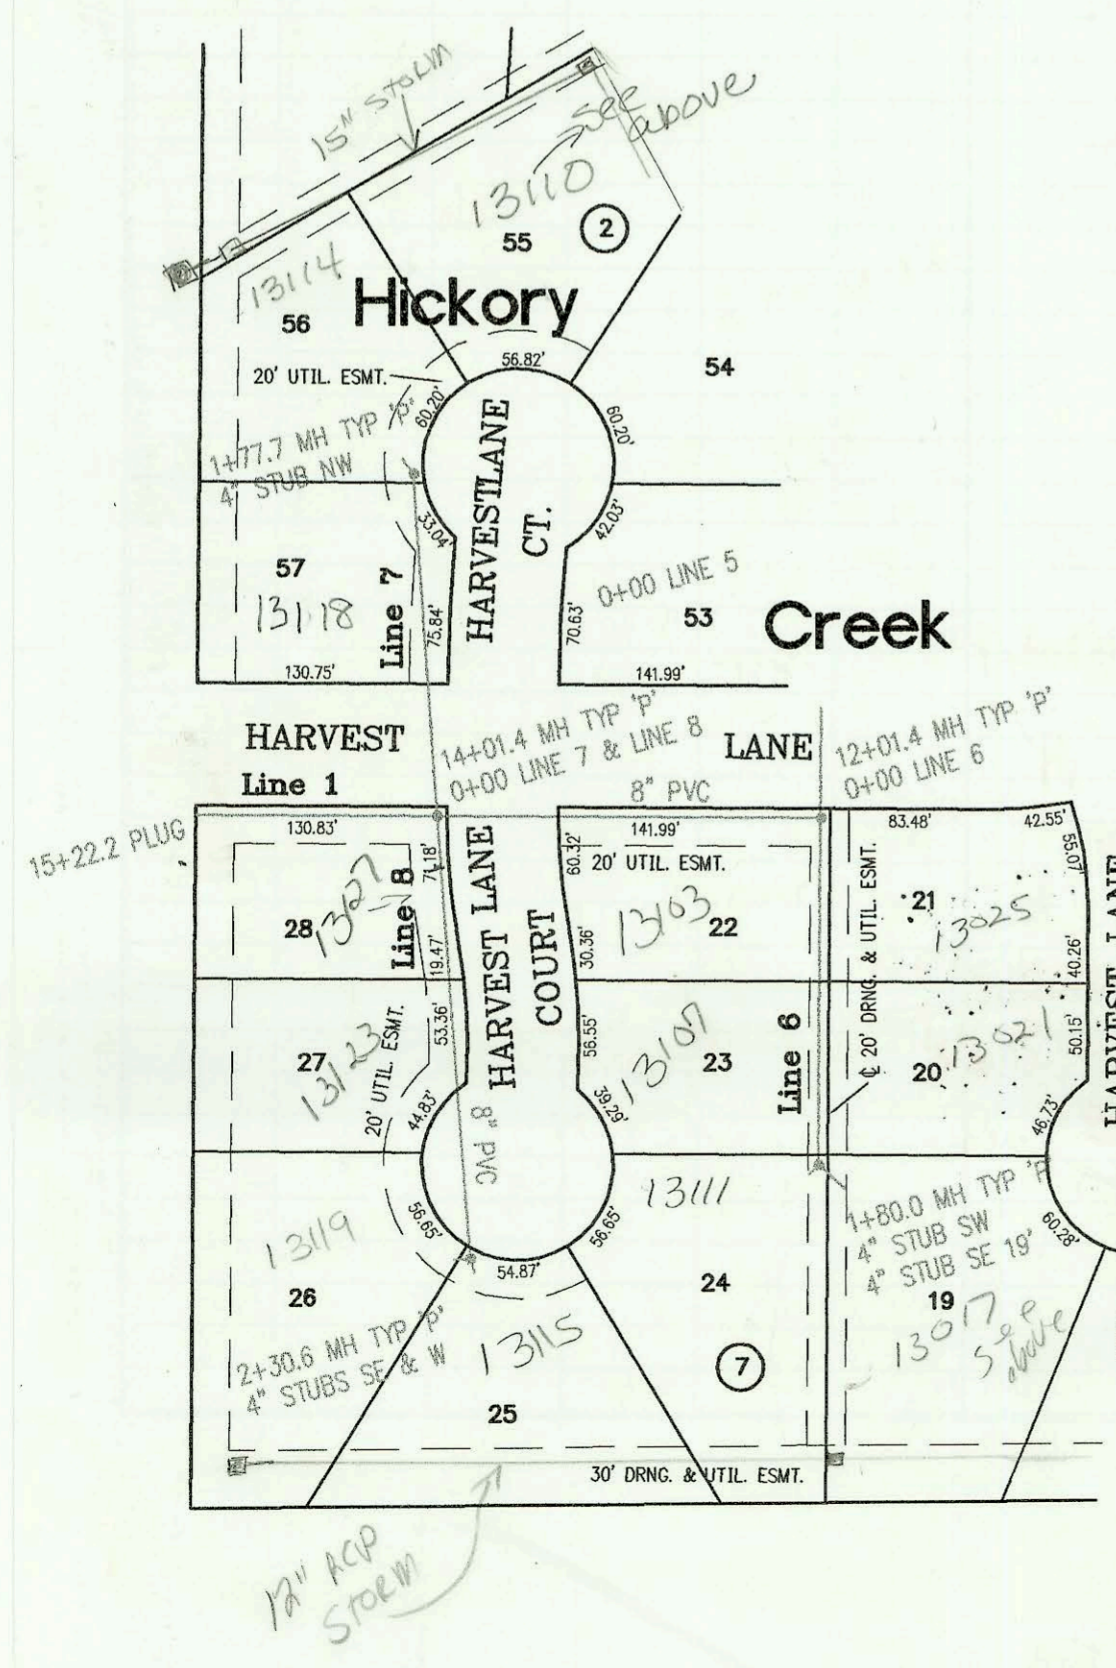 15" STORM
See
above
13110
55
2
13114
Hickory
56
54
56.82'
20' UTIL. ESMT.
60.20'
60.20'
1+77.7 MH TYP 'P'
4" STUB NW
HARVESTLANE
CT.
33.04'
42.03'
57
13118
Line 7
75.84'
0+00 LINE 5
70.63'
53
Creek
130.75'
141.99'
HARVEST
LANE
14+01.4 MH TYP 'P'
0+00 LINE 7 & LINE 8
12+01.4 MH TYP 'P'
0+00 LINE 6
Line 1
8" PVC
15+22.2 PLUG
130.83'
141.99'
83.48'
42.55'
71.18'
60.32'
20' UTIL. ESMT.
55.07'
28
Line 8
19.47'
HARVEST LANE
COURT
30.36'
13103
22
21
13025
40.26'
₵ 20' DRNG. & UTIL. ESMT.
HARVEST LANE
27
13123
20' UTIL. ESMT.
53.36'
56.55'
13107
23
Line 6
20
13021
50.15'
44.83'
39.29'
46.73'
8" PVC
13111
56.65'
56.65'
1+80.0 MH TYP 'P'
4" STUB SW
4" STUB SE 19'
60.28'
13119
26
54.87'
24
19
13017
See
above
2+30.6 MH TYP 'P'
4" STUBS SE & W
13115
7
25
30' DRNG. & UTIL. ESMT.
12" RCP
STORM